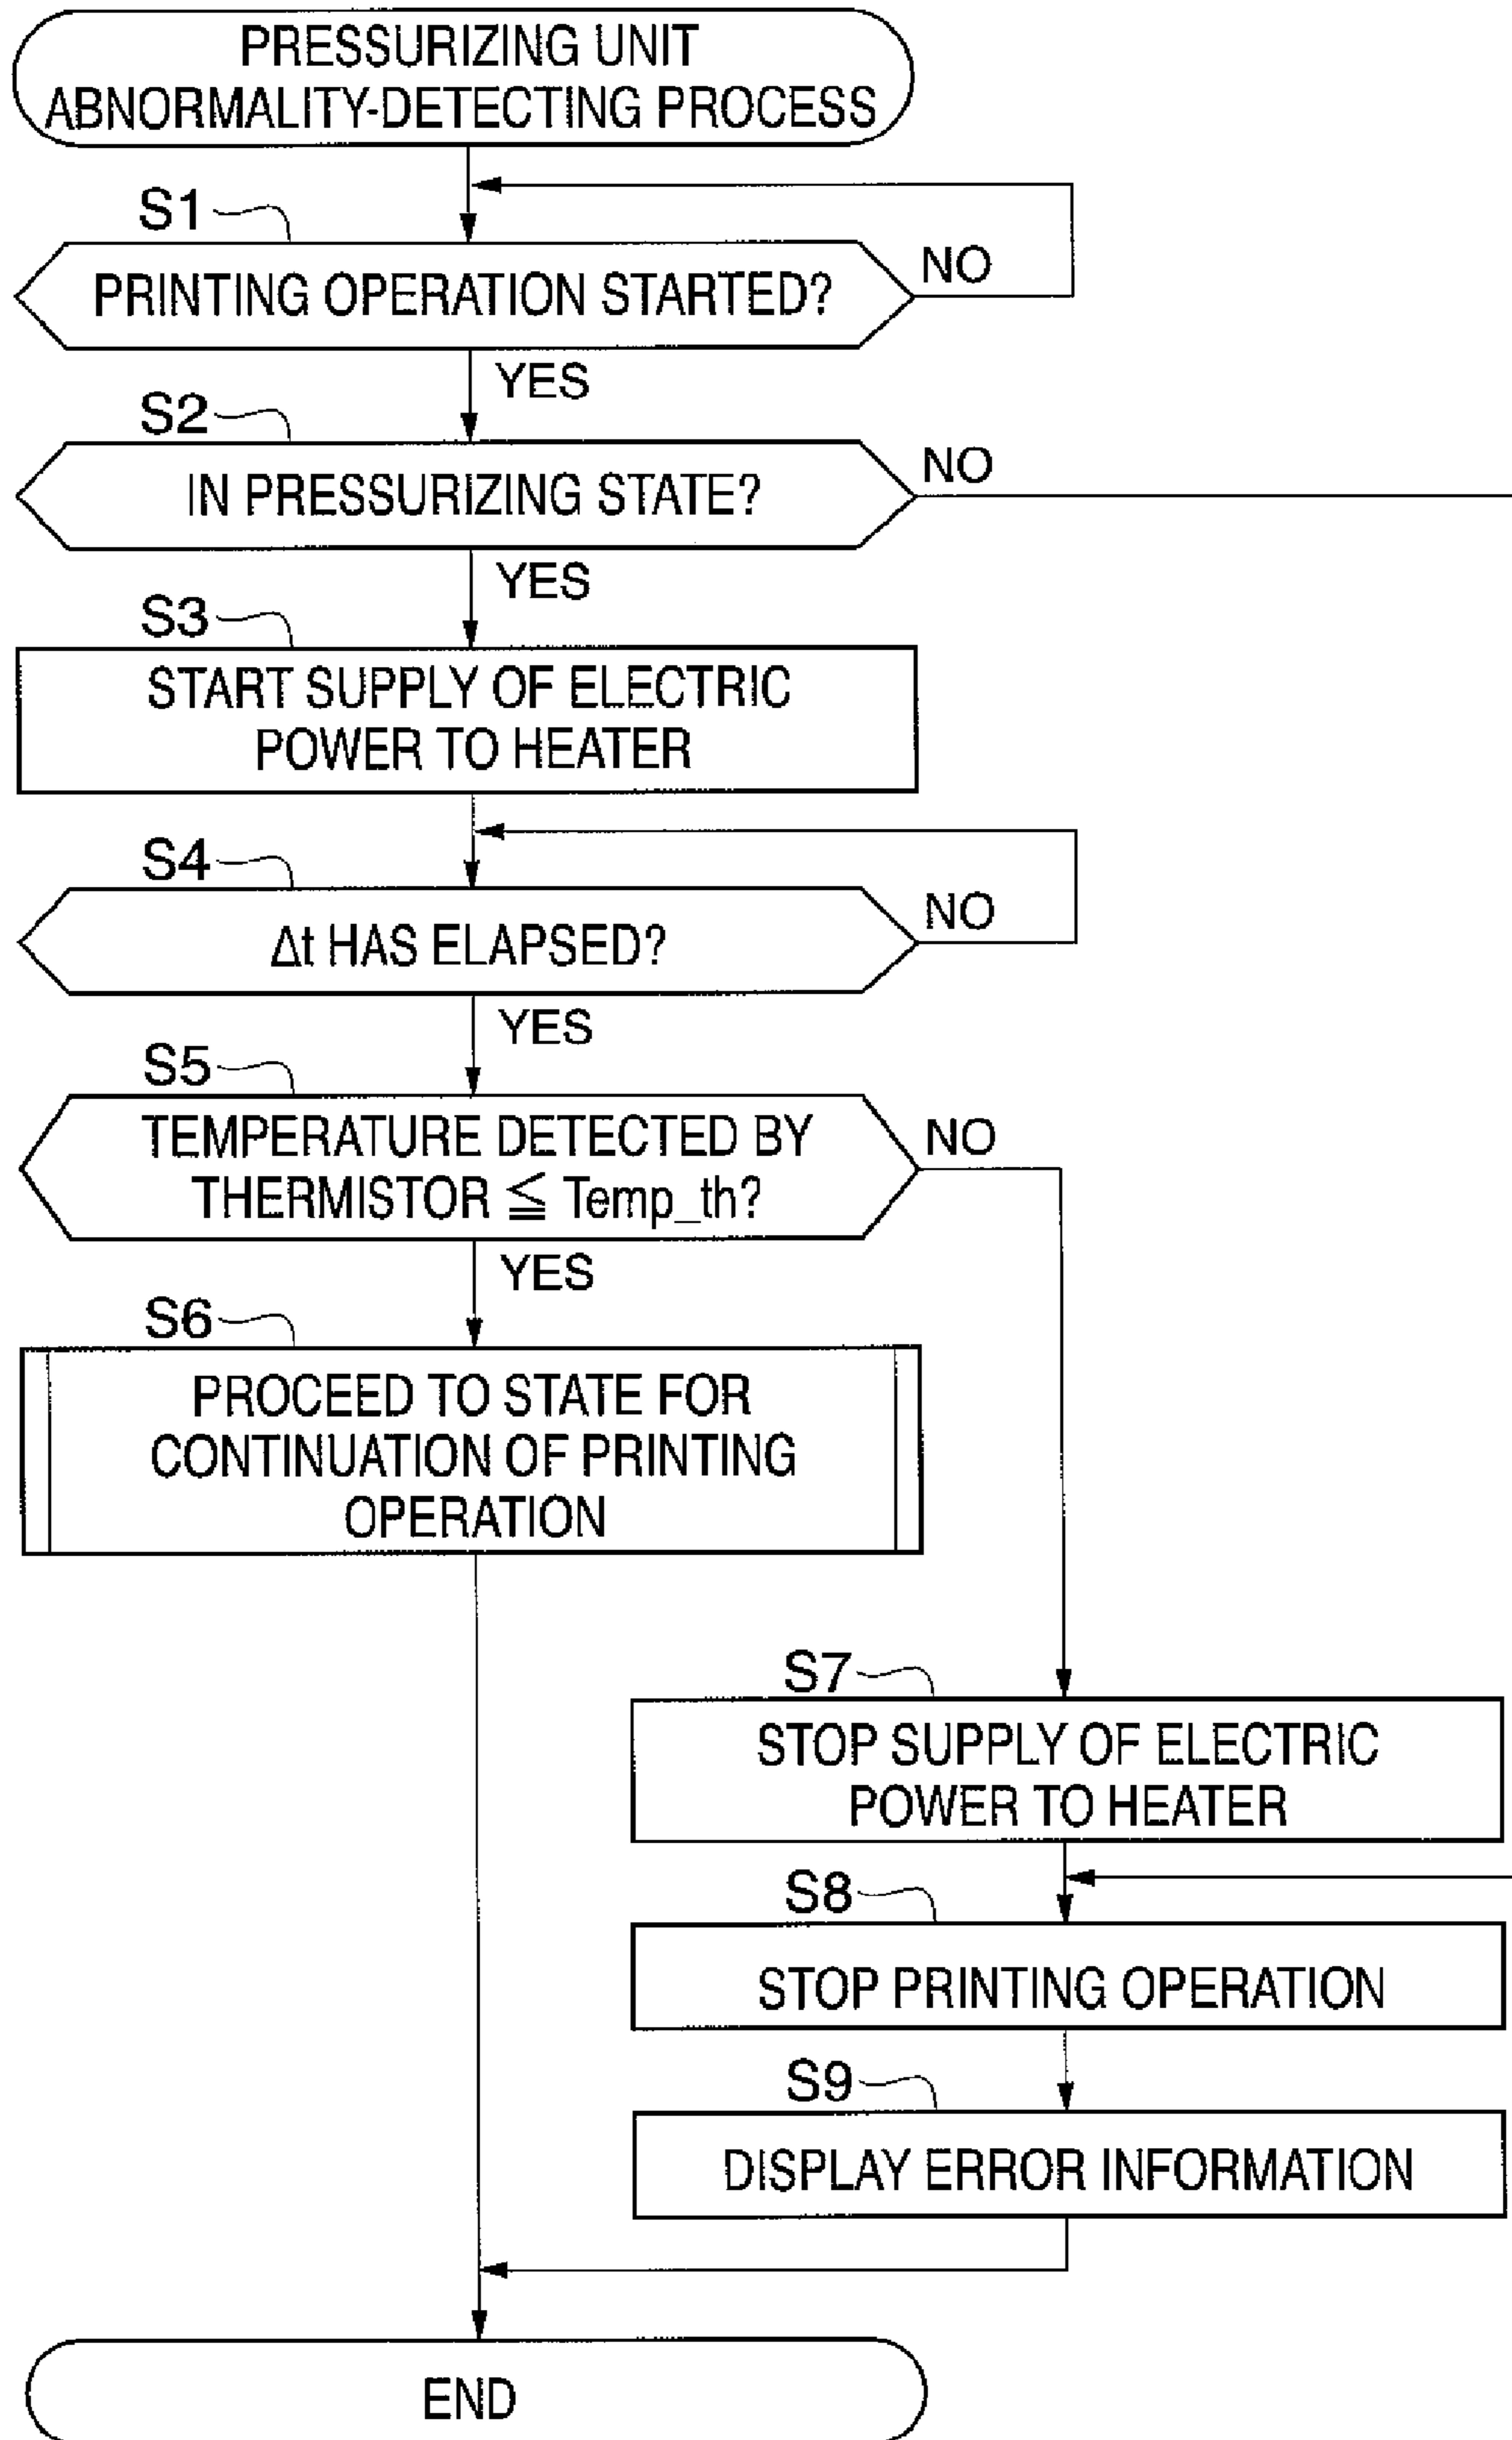 PRESSURIZING UNIT
ABNORMALITY-DETECTING PROCESS
S1
PRINTING OPERATION STARTED?
NO
YES
S2
IN PRESSURIZING STATE?
NO
YES
S3
START SUPPLY OF ELECTRIC
POWER TO HEATER
S4
Δt HAS ELAPSED?
NO
YES
S5
TEMPERATURE DETECTED BY
THERMISTOR ≦ Temp_th?
NO
YES
S6
PROCEED TO STATE FOR
CONTINUATION OF PRINTING
OPERATION
S7
STOP SUPPLY OF ELECTRIC
POWER TO HEATER
S8
STOP PRINTING OPERATION
S9
DISPLAY ERROR INFORMATION
END